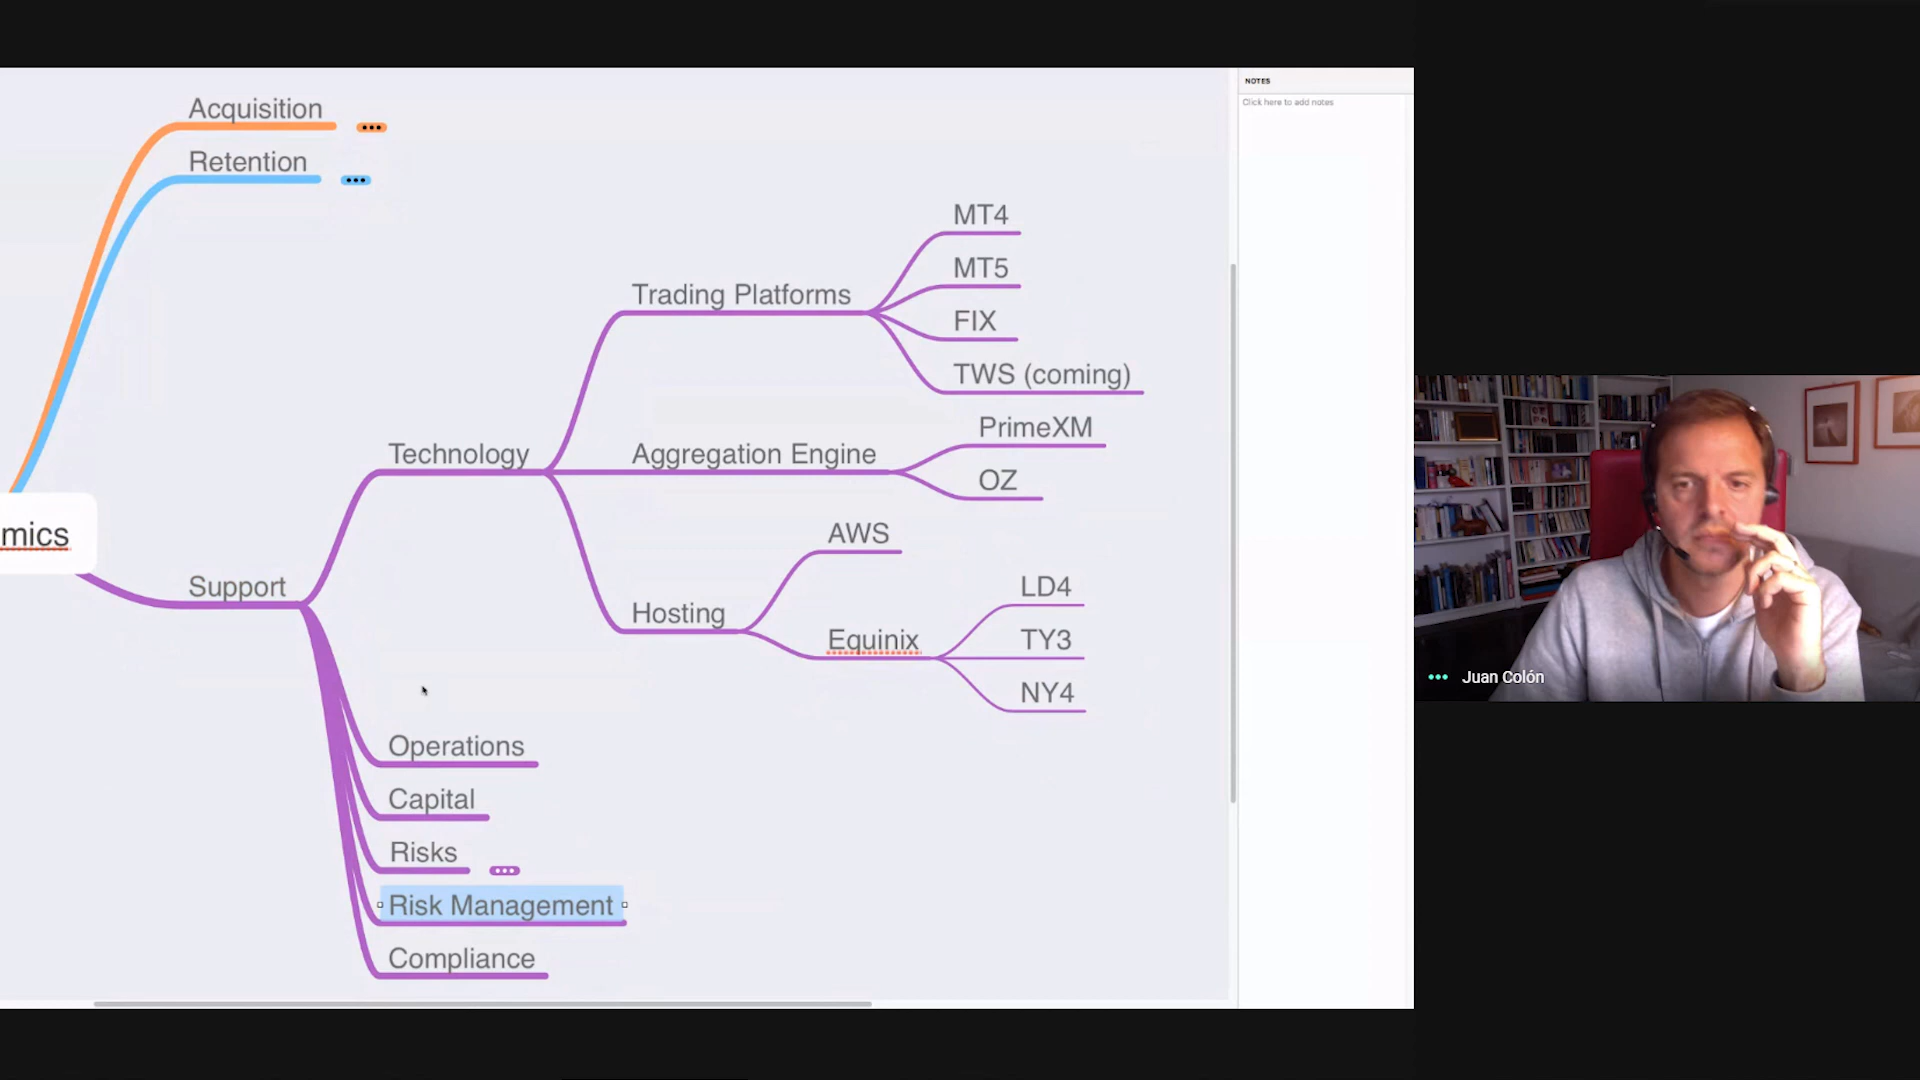 Acquisition
Retention
MT4
MT5
Trading Platforms
FIX
TWS (coming)
PrimeXM
Technology
Aggregation Engine
OZ
AWS
mics
Support
Hosting
LD4
Equinix
TY3
NY4
Operations
Capital
Risks
Risk Management
Compliance
NOTES
Click here to add notes
Juan Colón